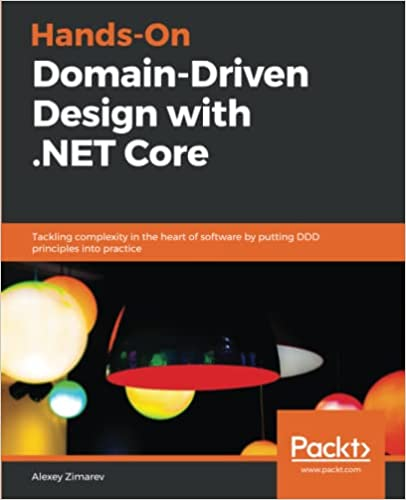 Hands-On
Domain-Driven
Design with
.NET Core
Tackling complexity in the heart of software by putting DDD
principles into practice
Packt>
www.packt.com
Alexey Zimarev